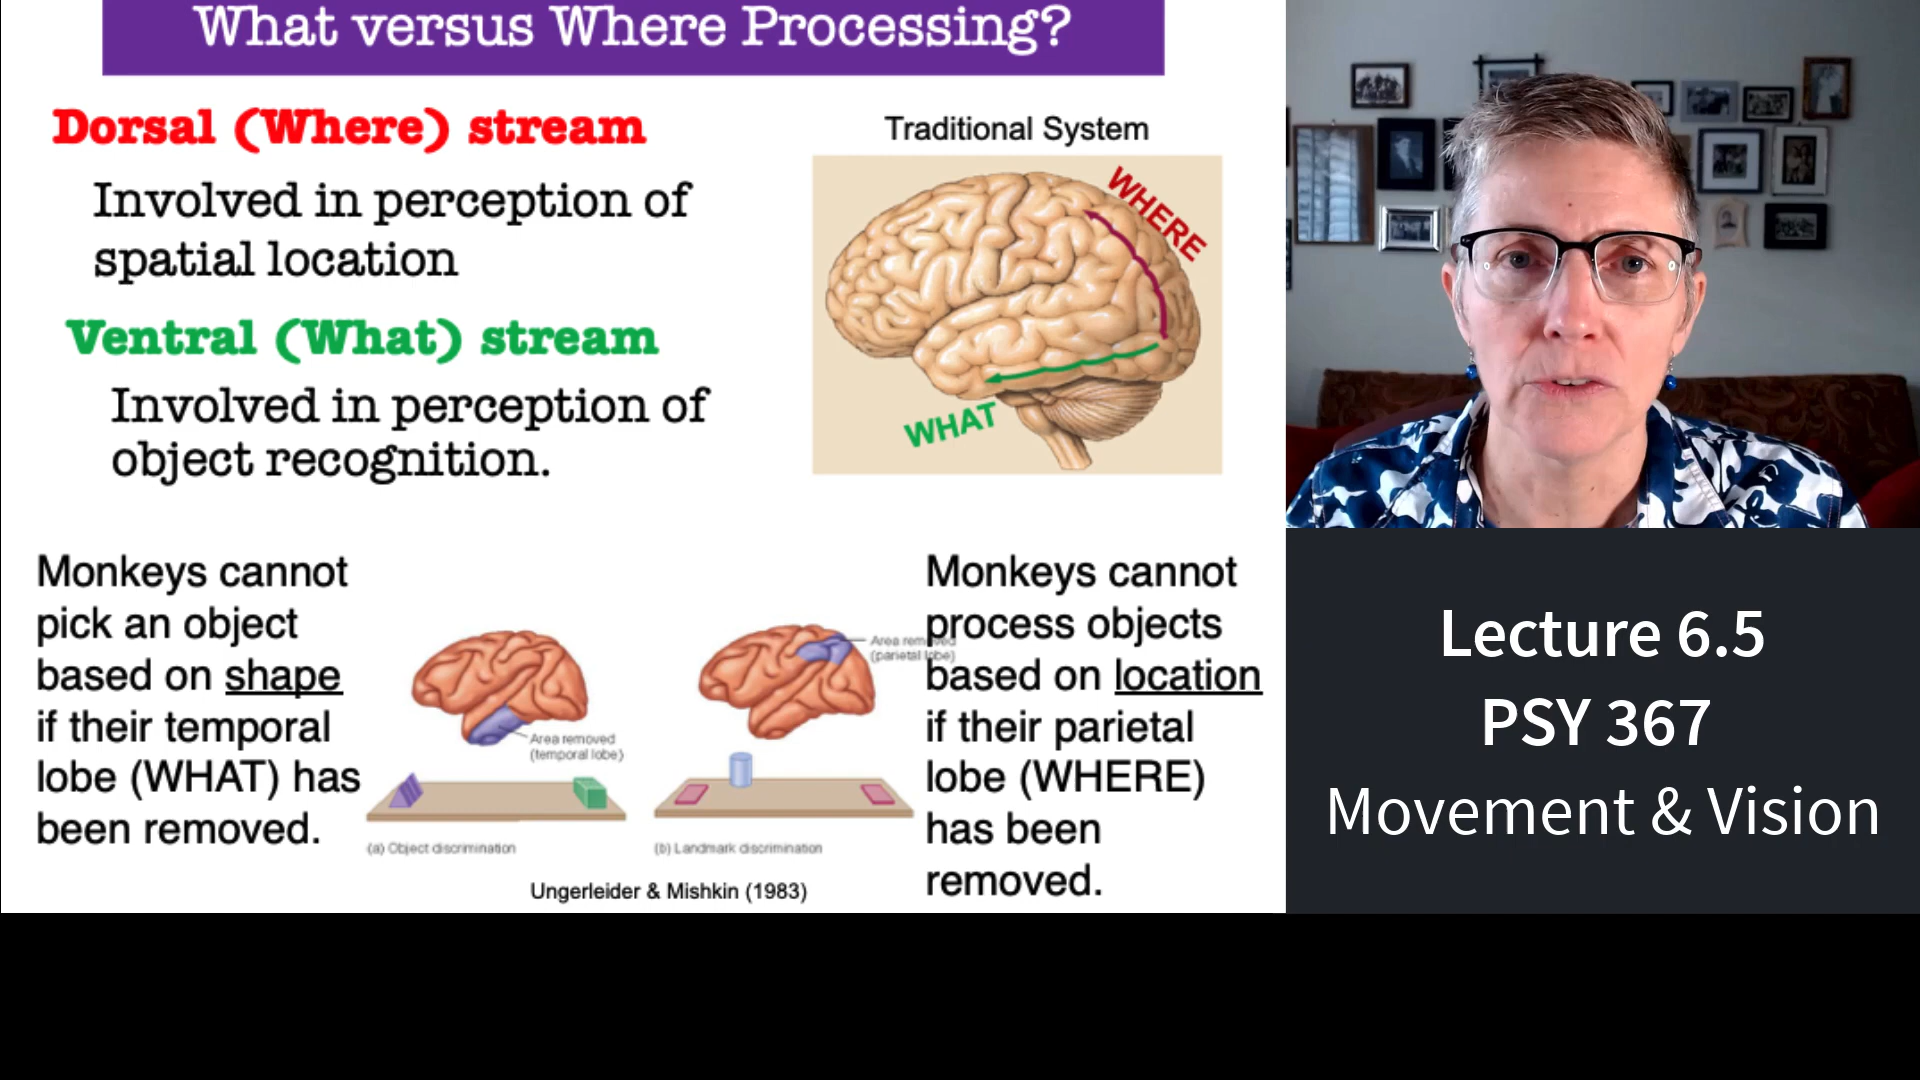 What versus Where Processing?
Dorsal (Where) stream
Involved in perception of
spatial location
Ventral (What) stream
Involved in perception of
object recognition.
Traditional System
WHERE
WHAT
Monkeys cannot
pick an object
based on shape
if their temporal
lobe (WHAT) has
been removed.
Area removed
(temporal lobe)
(a) Object discrimination
Area removed
(parietal lobe)
(b) Landmark discrimination
Ungerleider & Mishkin (1983)
Monkeys cannot
process objects
based on location
if their parietal
lobe (WHERE)
has been
removed.
Lecture 6.5
PSY 367
Movement & Vision